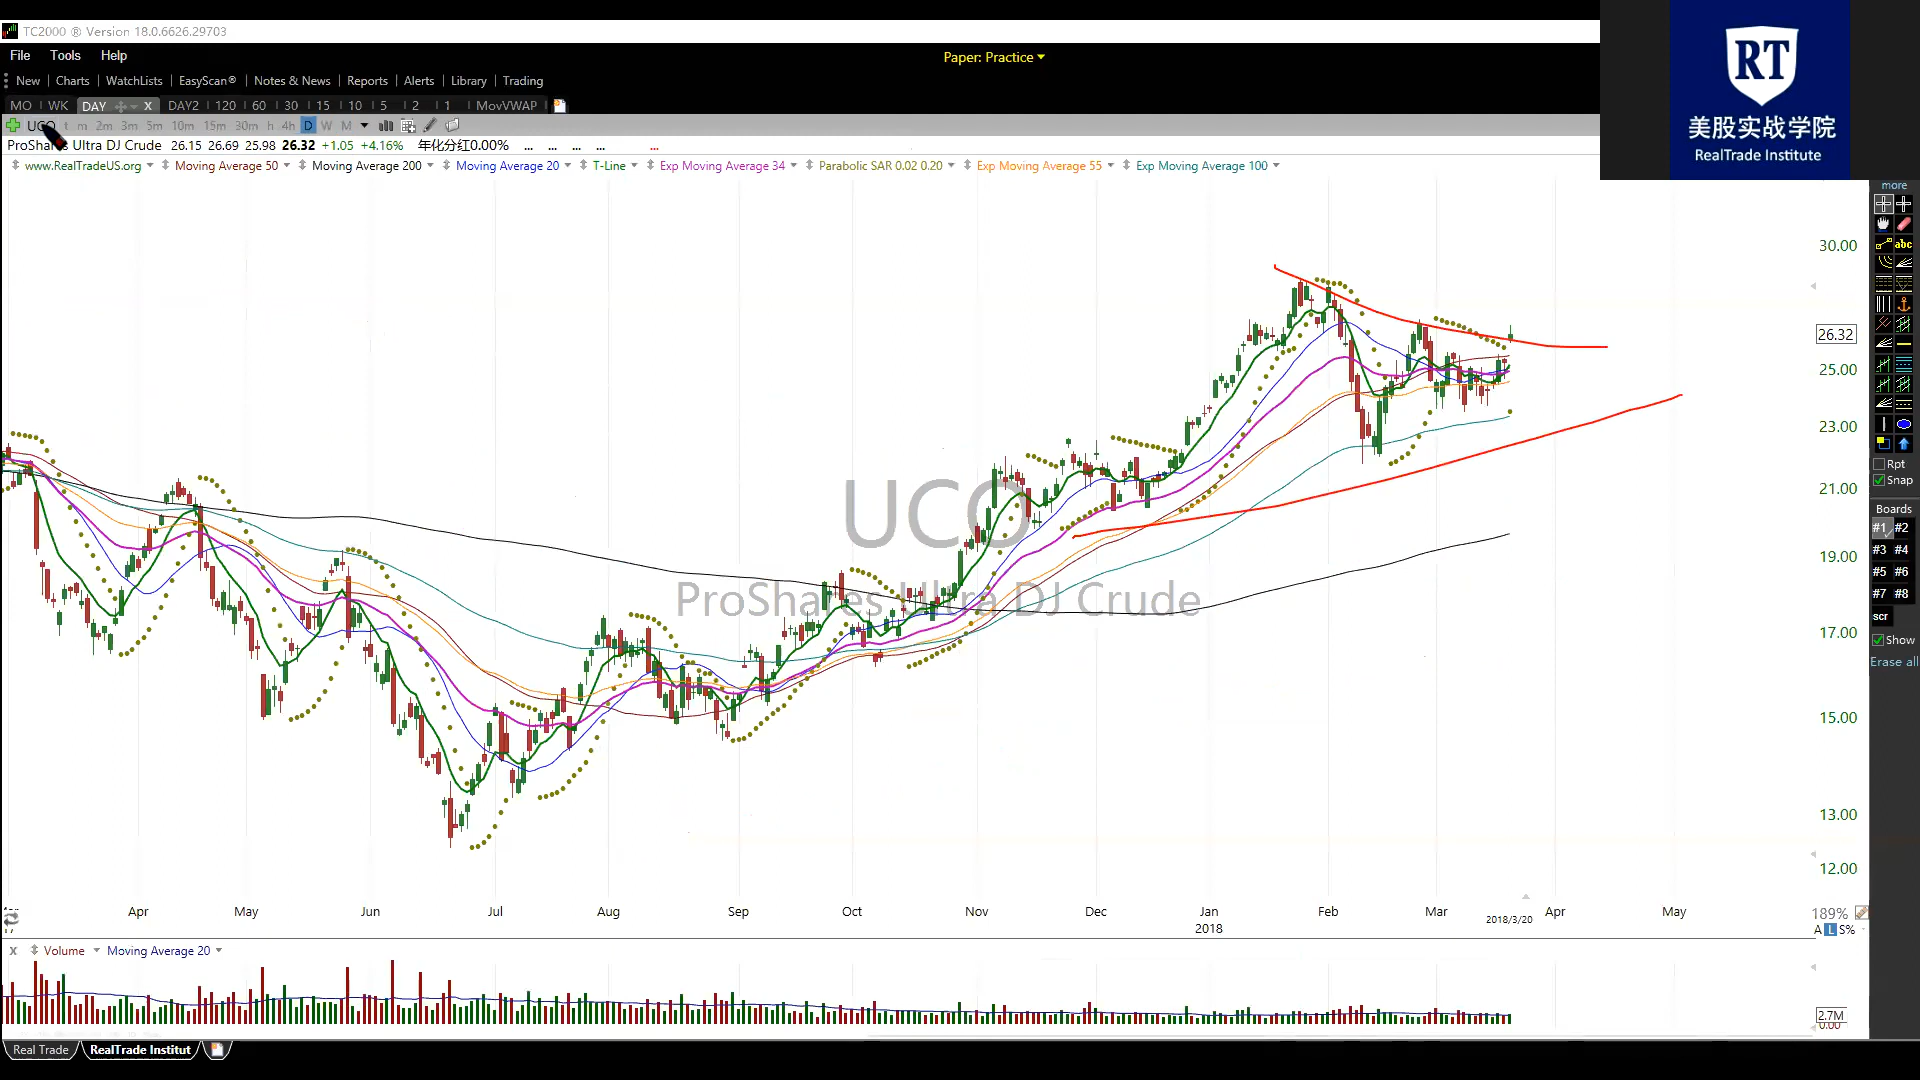 TC2000 ® Version 18.0.6626.29703
File Tools Help
Paper: Practice
New Charts WatchLists EasyScan® Notes & News Reports Alerts Library Trading
MO WK DAY X DAY2 120 60 30 15 10 5 2 1 MovVWAP
UCO t m 2m 3m 5m 10m 15m 30m h 4h D W M
ProShares Ultra DJ Crude 26.15 26.69 25.98 26.32 +1.05 +4.16% 年化分红0.00% ... ... ... ... ...
www.RealTradeUS.org Moving Average 50 Moving Average 200 Moving Average 20 T-Line Exp Moving Average 34 Parabolic SAR 0.02 0.20 Exp Moving Average 55 Exp Moving Average 100
RT
美股实战学院
RealTrade Institute
more
abc
Rpt
Snap
Boards
#1 #2
#3 #4
#5 #6
#7 #8
scr
Show
Erase all
30.00
26.32
25.00
23.00
21.00
19.00
17.00
15.00
13.00
12.00
UCO
ProShares Ultra DJ Crude
Apr May Jun Jul Aug Sep Oct Nov Dec Jan Feb Mar 2018/3/20 Apr May
2018
189%
A L S%
x Volume Moving Average 20
2.7M
0.00
Real Trade RealTrade Institut